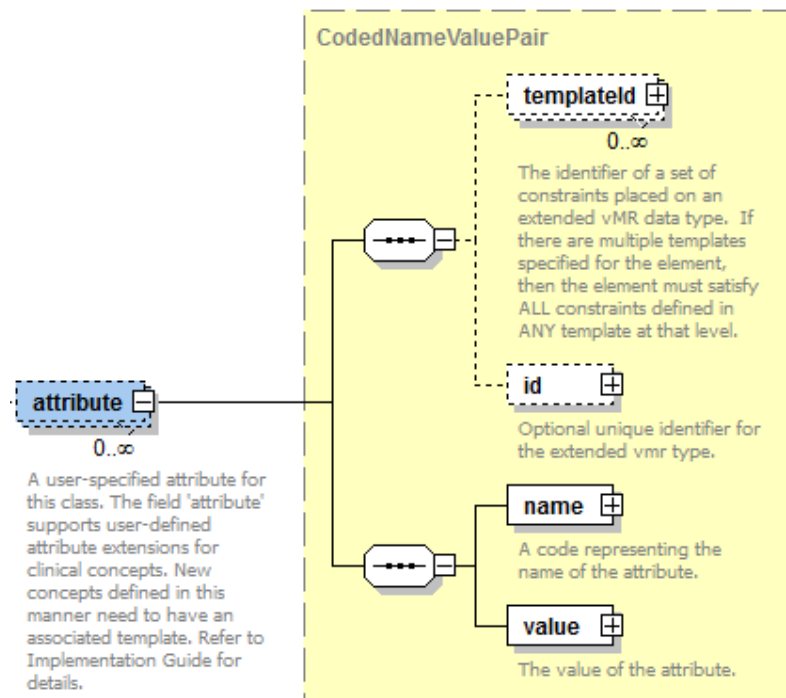 CodedNameValuePair
templateId
0..∞
The identifier of a set of
constraints placed on an
extended vMR data type.  If
there are multiple templates
specified for the element,
then the element must satisfy
ALL constraints defined in
ANY template at that level.
id
Optional unique identifier for
the extended vmr type.
attribute
0..∞
A user-specified attribute for
this class. The field 'attribute'
supports user-defined
attribute extensions for
clinical concepts. New
concepts defined in this
manner need to have an
associated template. Refer to
Implementation Guide for
details.
name
A code representing the
name of the attribute.
value
The value of the attribute.